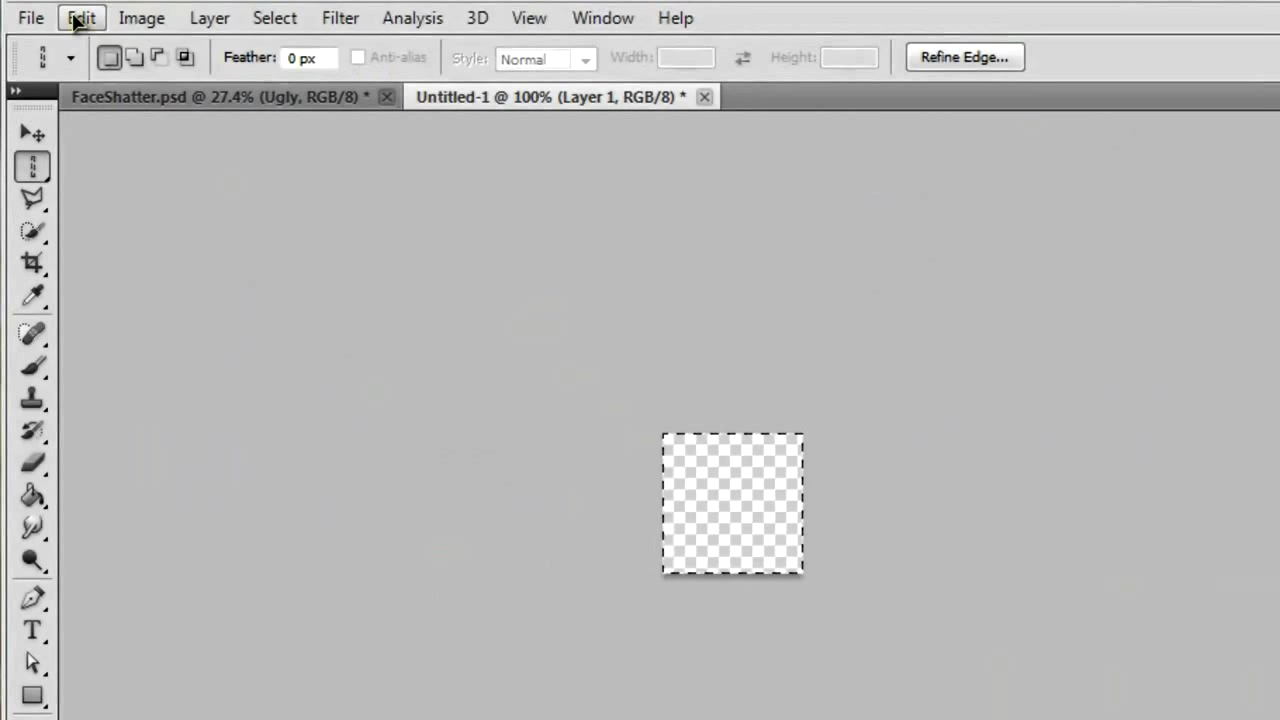 File Edit Image Layer Select Filter Analysis 3D View Window Help
Feather: 0 px Anti-alias Style: Normal Width: Height: Refine Edge...
FaceShatter.psd @ 27.4% (Ugly, RGB/8) * Untitled-1 @ 100% (Layer 1, RGB/8) *